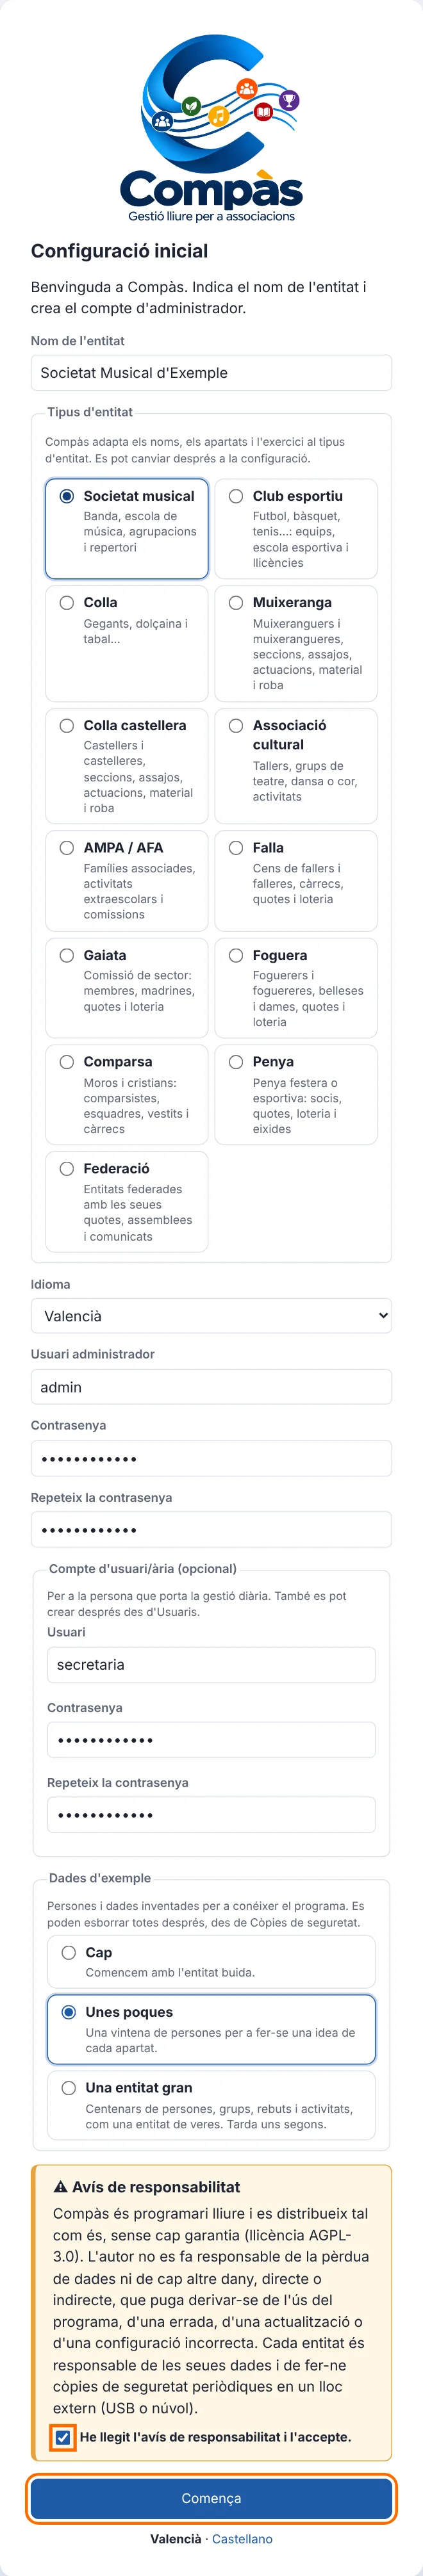 Compàs
Gestió lliure per a associacions
Configuració inicial
Benvinguda a Compàs. Indica el nom de l'entitat i
crea el compte d'administrador.
Nom de l'entitat
Societat Musical d'Exemple
Tipus d'entitat
Compàs adapta els noms, els apartats i l'exercici al tipus
d'entitat. Es pot canviar després a la configuració.
Societat musical
Banda, escola de
música, agrupacions
i repertori
Club esportiu
Futbol, bàsquet,
tenis...: equips,
escola esportiva i
llicències
Colla
Gegants, dolçaina i
tabal...
Muixeranga
Muixeranguers i
muixerangueres,
seccions, assajos,
actuacions, material
i roba
Colla castellera
Castellers i
castelleres,
seccions, assajos,
actuacions, material
i roba
Associació
cultural
Tallers, grups de
teatre, dansa o cor,
activitats
AMPA / AFA
Famílies associades,
activitats
extraescolars i
comissions
Falla
Cens de fallers i
falleres, càrrecs,
quotes i loteria
Gaiata
Comissió de sector:
membres, madrines,
quotes i loteria
Foguera
Foguerers i
foguereres, belleses
i dames, quotes i
loteria
Comparsa
Moros i cristians:
comparsistes,
esquadres, vestits i
càrrecs
Penya
Penya festera o
esportiva: socis,
quotes, loteria i
eixides
Federació
Entitats federades
amb les seues
quotes, assemblees
i comunicats
Idioma
Valencià
Usuari administrador
admin
Contrasenya
••••••••••••
Repeteix la contrasenya
••••••••••••
Compte d'usuari/ària (opcional)
Per a la persona que porta la gestió diària. També es pot
crear després des d'Usuaris.
Usuari
secretaria
Contrasenya
••••••••••••
Repeteix la contrasenya
••••••••••••
Dades d'exemple
Persones i dades inventades per a conéixer el programa. Es
poden esborrar totes després, des de Còpies de seguretat.
Cap
Comencem amb l'entitat buida.
Unes poques
Una vintena de persones per a fer-se una idea de
cada apartat.
Una entitat gran
Centenars de persones, grups, rebuts i activitats,
com una entitat de veres. Tarda uns segons.
⚠ Avís de responsabilitat
Compàs és programari lliure i es distribueix tal
com és, sense cap garantia (llicència AGPL-
3.0). L'autor no es fa responsable de la pèrdua
de dades ni de cap altre dany, directe o
indirecte, que puga derivar-se de l'ús del
programa, d'una errada, d'una actualització o
d'una configuració incorrecta. Cada entitat és
responsable de les seues dades i de fer-ne
còpies de seguretat periòdiques en un lloc
extern (USB o núvol).
He llegit l'avís de responsabilitat i l'accepte.
Comença
Valencià · Castellano